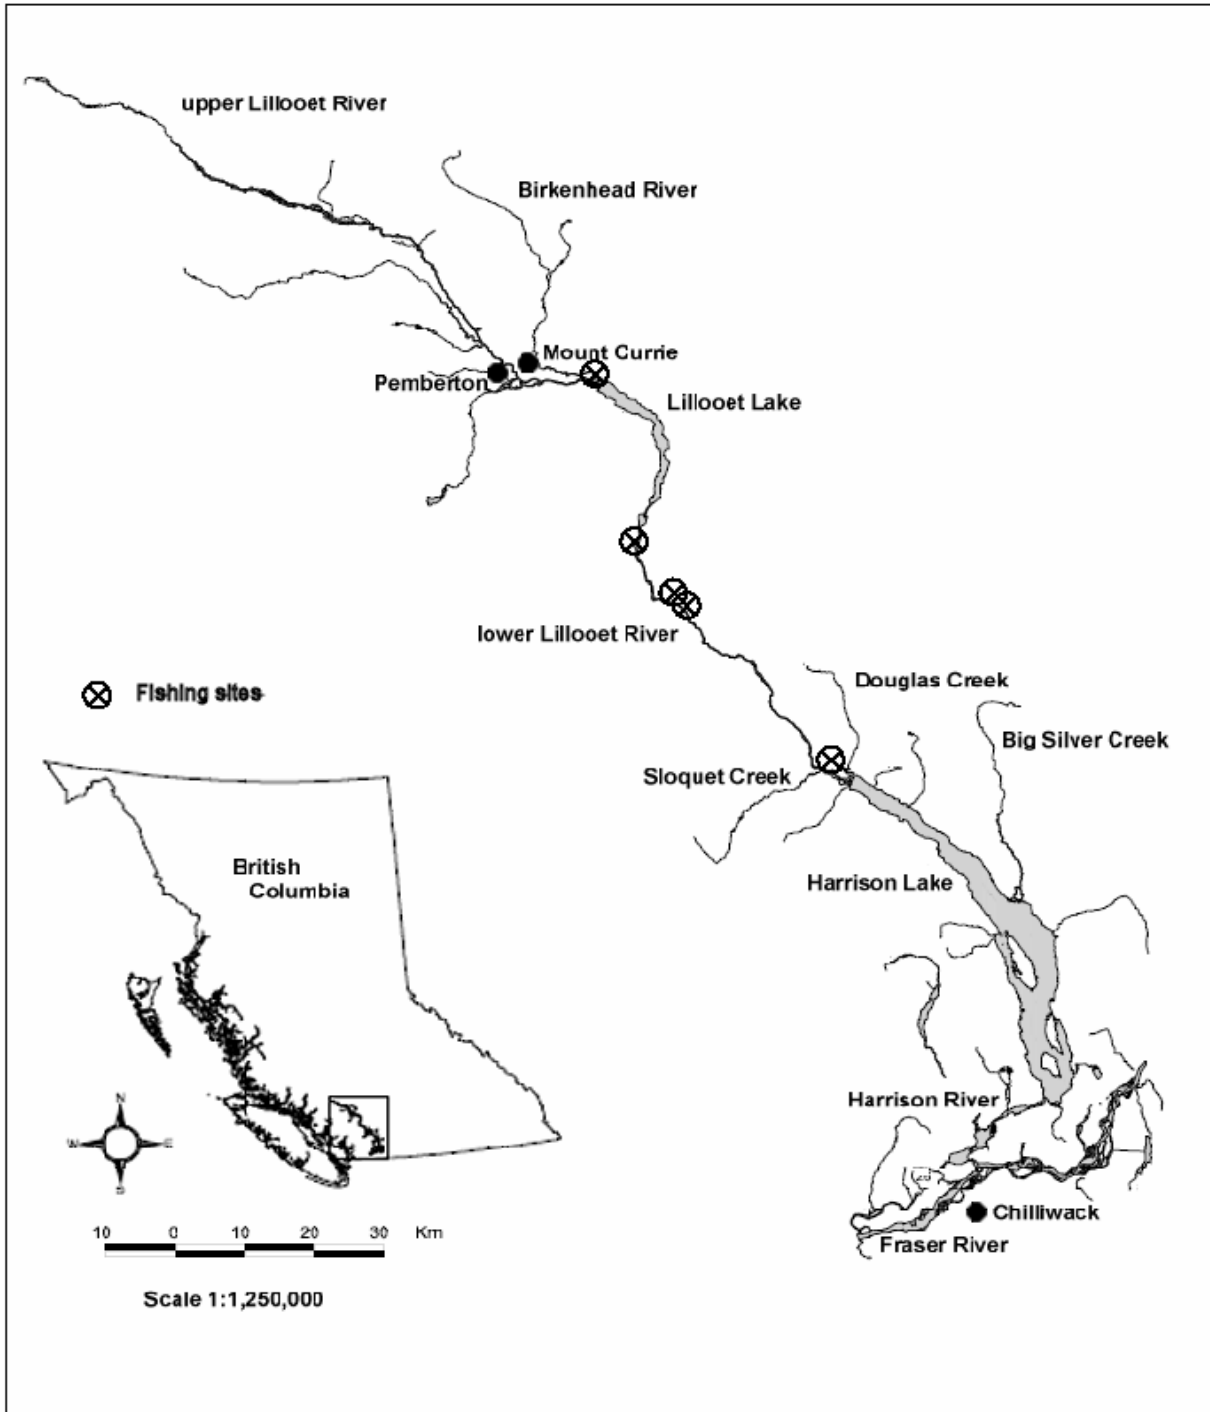 upper Lillooet River
Birkenhead River
Mount Currie
Pemberton
Lillooet Lake
lower Lillooet River
Douglas Creek
Fishing sites
Big Silver Creek
Sloquet Creek
British
Columbia
Harrison Lake
Harrison River
N
W E
S
Chilliwack
10 0 10 20 30 Km
Fraser River
Scale 1:1,250,000